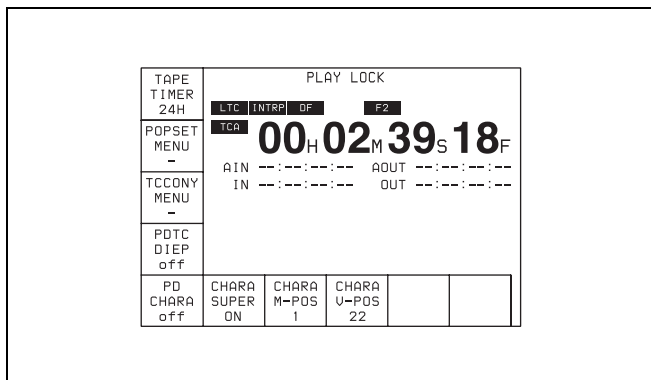 TAPE
TIMER
24H
PLAY LOCK
LTC INTRP DF F2
TCA 00H 02M 39S 18F
POPSET
MENU
–
AIN --:--:--:-- AOUT --:--:--:--
IN --:--:--:-- OUT --:--:--:--
TCCONY
MENU
–
PDTC
DIEP
off
PD
CHARA
off
CHARA
SUPER
ON
CHARA
M-POS
1
CHARA
V-POS
22